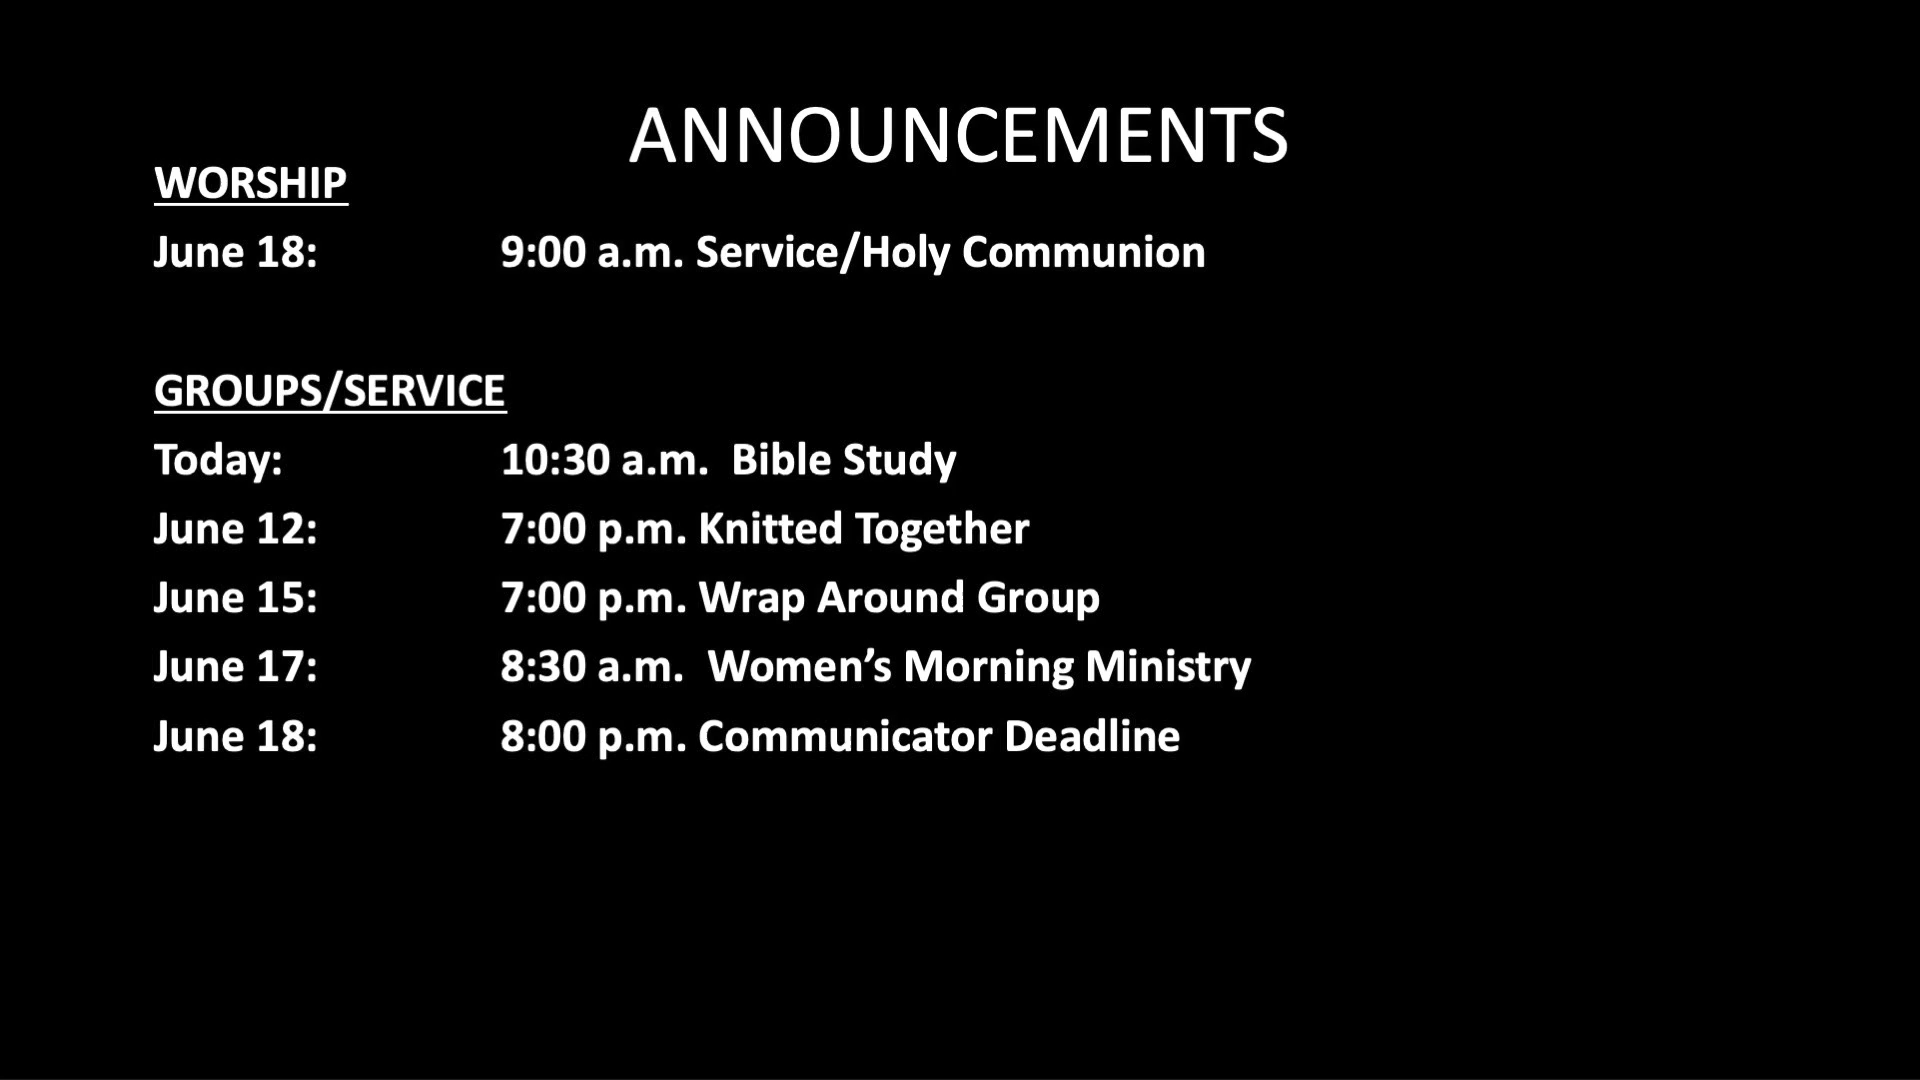 ANNOUNCEMENTS
WORSHIP
June 18: 9:00 a.m. Service/Holy Communion
GROUPS/SERVICE
Today: 10:30 a.m.  Bible Study
June 12: 7:00 p.m. Knitted Together
June 15: 7:00 p.m. Wrap Around Group
June 17: 8:30 a.m.  Women’s Morning Ministry
June 18: 8:00 p.m. Communicator Deadline